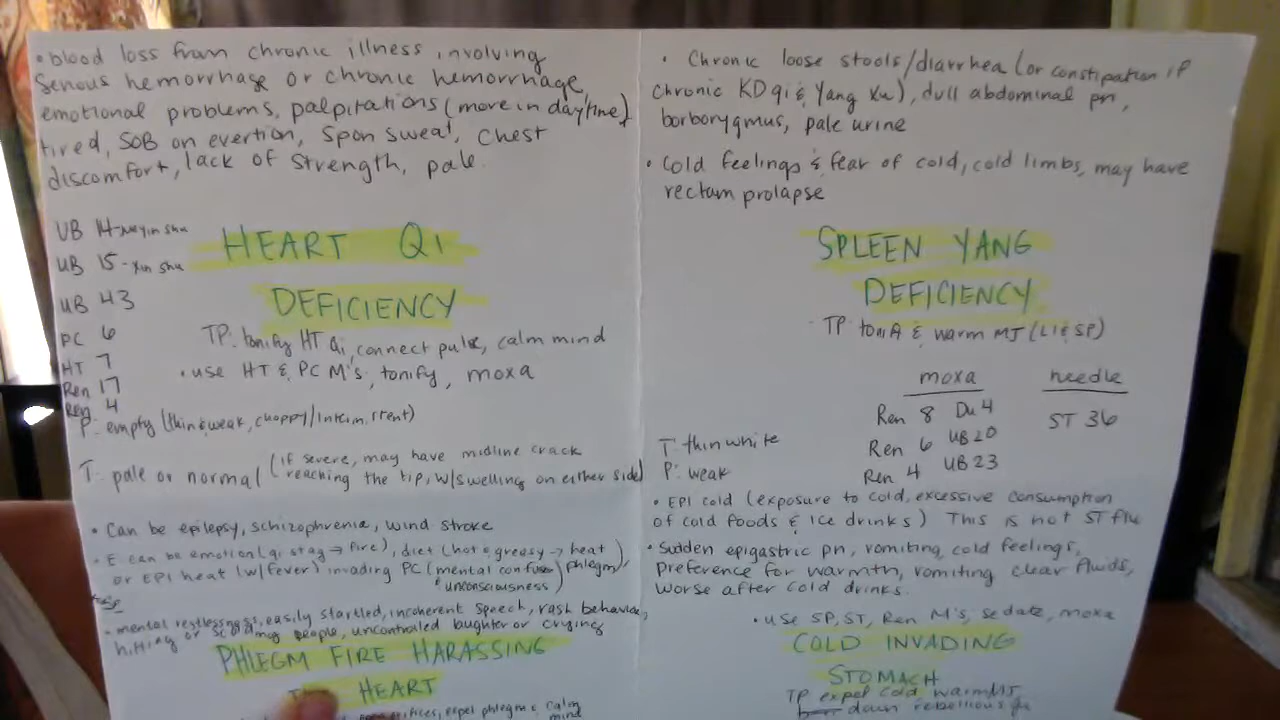 • blood loss from chronic illness involving
Serious hemorrhage or chronic hemorrhage
emotional problems, palpitations (more in daytime)
tired, SOB on exertion, Spon sweat, Chest
discomfort, lack of Strength, pale.
UB 14-
UB 15 - xin shu
UB 43
PC 6
HT 7
Ren 17
Ren 4
HEART QI
DEFICIENCY
TP: tonify HT Qi, connect pulse, calm mind
• use HT & PC M's, tonify, moxa
P: empty (thin & weak, choppy/intermittent)
T: pale or normal (if severe, may have midline crack
reaching the tip, w/swelling on either side)
• Can be epilepsy, schizophrenia, wind stroke
• E can be emotion (qi stag → fire), diet (hot & greasy → heat
or EPI heat (w/fever) invading PC (mental confusion phlegm)
& unconsciousness)
• mental restlessness, easily startled, incoherent speech, rash behavior,
hitting or scolding people, uncontrolled laughter or crying
PHLEGM FIRE HARASSING
HEART
orifices, expel phlegm & calm
mind
• Chronic loose stools/diarrhea (or constipation if
chronic KD qi & Yang Xu), dull abdominal pn,
borborygmus, pale urine
• Cold feelings & fear of cold, cold limbs, may have
rectum prolapse
SPLEEN YANG
DEFICIENCY
TP: tonify & warm MJ
moxa needle
Ren 8 Du 4 ST 36
Ren 6 UB 20
Ren 4 UB 23
T: thin white
P: weak
• EPI cold (exposure to cold, excessive consumption
of cold foods & Ice drinks) This is not ST flu
• Sudden epigastric pn, vomiting, cold feelings,
preference for warmth, vomiting clear fluids,
worse after cold drinks.
• use SP, ST, Ren M's, sedate, moxa
COLD INVADING
STOMACH
TP expel cold, warm MJ,
down rebellious qi